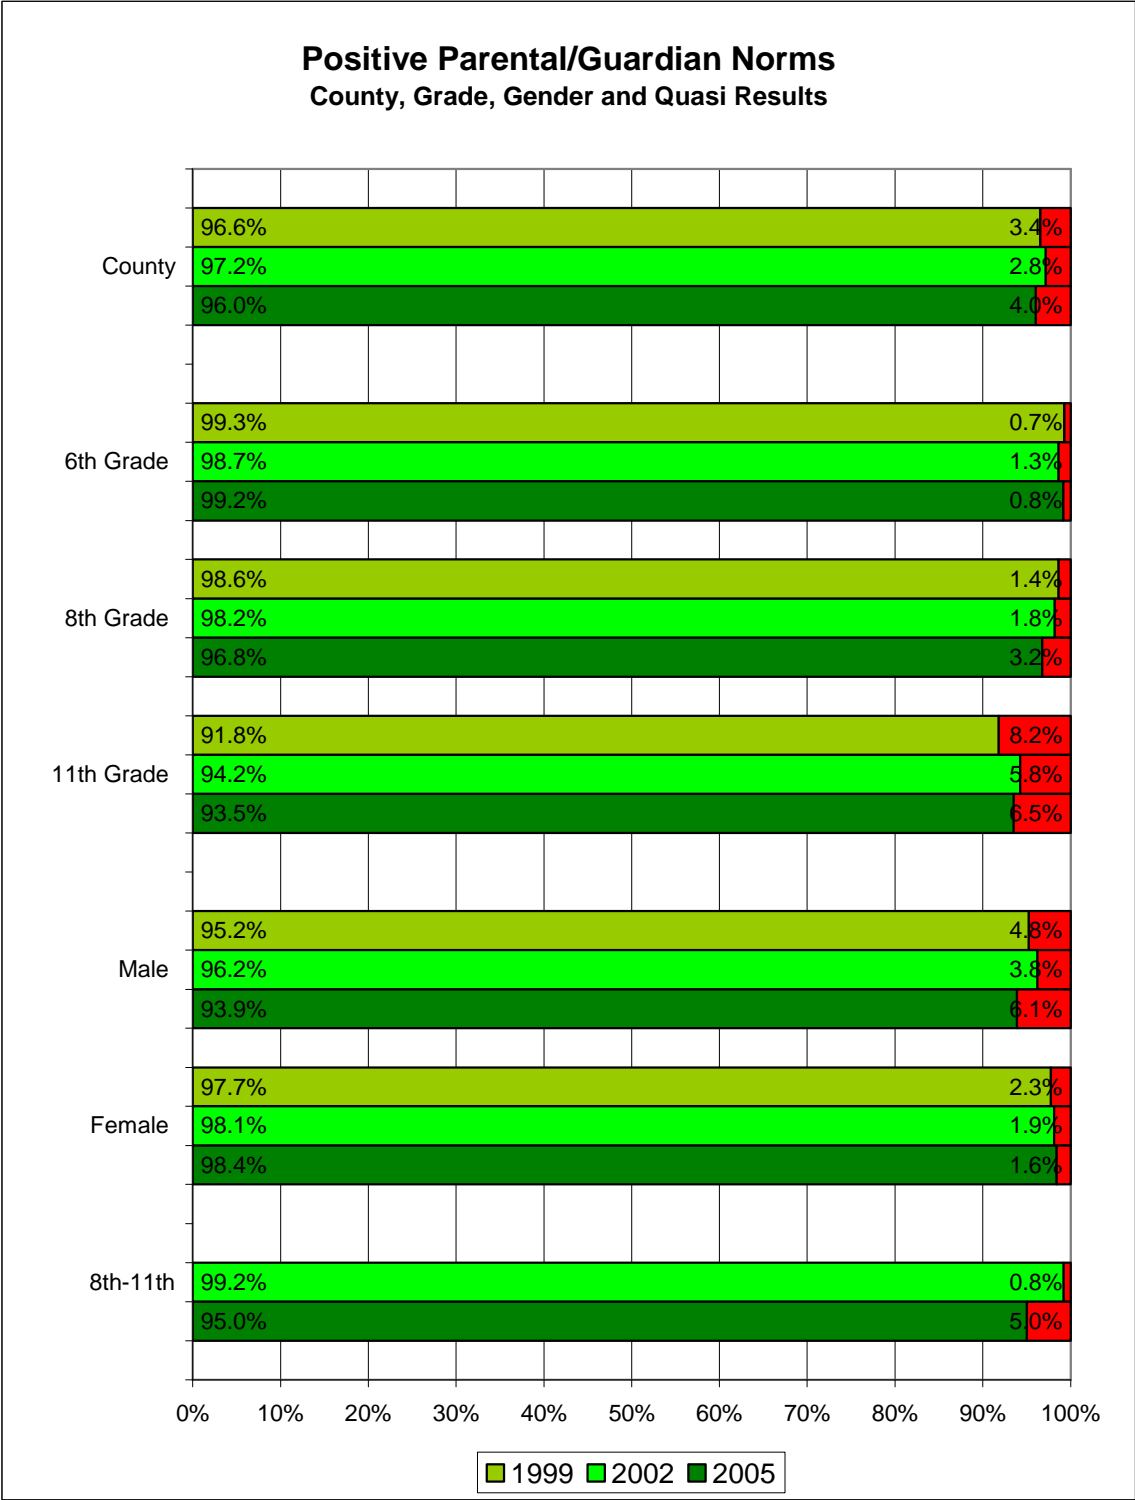 Positive Parental/Guardian Norms
County, Grade, Gender and Quasi Results
96.6% 3.4%
County 97.2% 2.8%
96.0% 4.0%
99.3% 0.7%
6th Grade 98.7% 1.3%
99.2% 0.8%
98.6% 1.4%
8th Grade 98.2% 1.8%
96.8% 3.2%
91.8% 8.2%
11th Grade 94.2% 5.8%
93.5% 6.5%
95.2% 4.8%
Male 96.2% 3.8%
93.9% 6.1%
97.7% 2.3%
Female 98.1% 1.9%
98.4% 1.6%
8th-11th 99.2% 0.8%
95.0% 5.0%
0% 10% 20% 30% 40% 50% 60% 70% 80% 90% 100%
1999 2002 2005